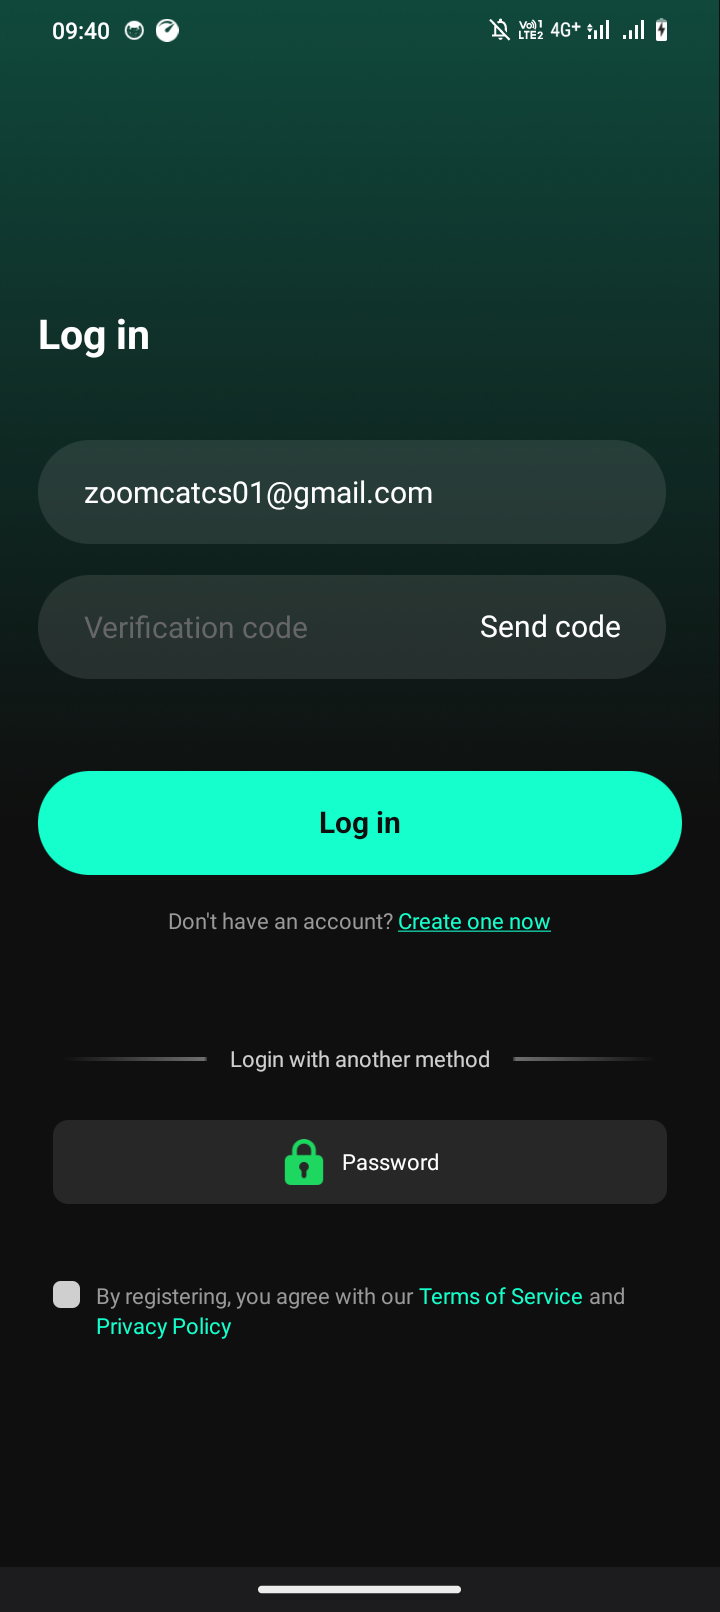 09:40 Vo)) 1 LTE2 4G+
Log in
zoomcatcs01@gmail.com
Verification code Send code
Log in
Don't have an account? Create one now
Login with another method
Password
By registering, you agree with our Terms of Service and
Privacy Policy